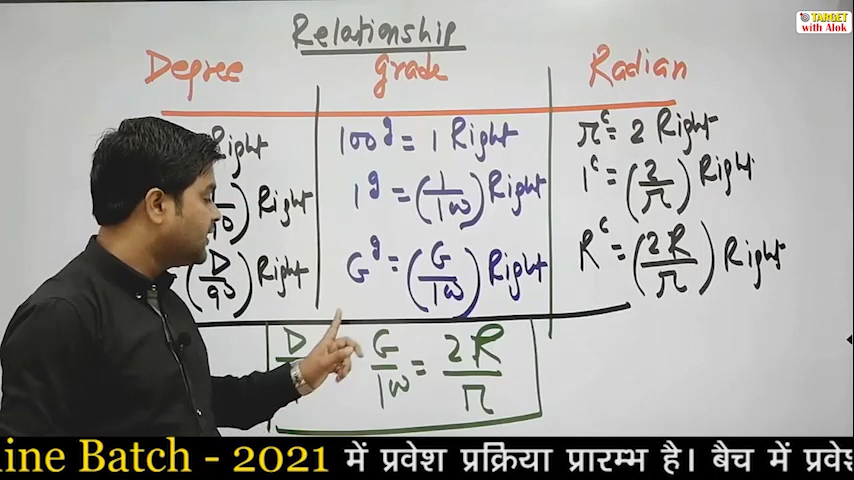 TARGET
with Alok
Relationship
Degree Grade Radian
Right 100ᵍ = 1 Right πᶜ = 2 Right
Right 1ᵍ = (1/100) Right 1ᶜ = (2/π) Right
(D/90) Right Gᵍ = (G/100) Right Rᶜ = (2R/π) Right
D G/100 = 2R/π
ine Batch - 2021 में प्रवेश प्रक्रिया प्रारम्भ है। बैच में प्रवेश